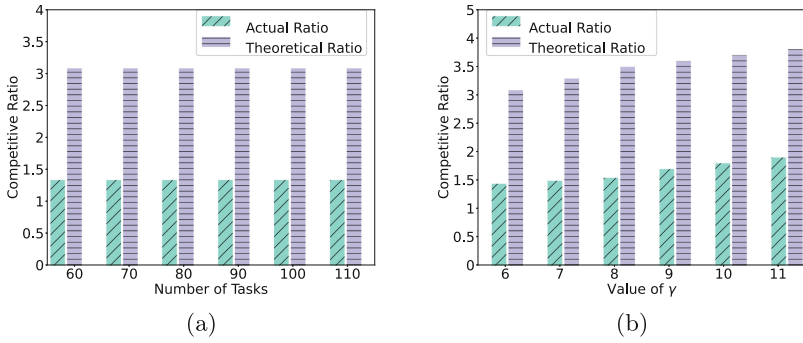 4
3.5
3
2.5
2
1.5
1
0.5
0
Competitive Ratio
Actual Ratio
Theoretical Ratio
60 70 80 90 100 110
Number of Tasks
(a)
5
4.5
4
3.5
3
2.5
2
1.5
1
0.5
0
Competitive Ratio
Actual Ratio
Theoretical Ratio
6 7 8 9 10 11
Value of γ
(b)